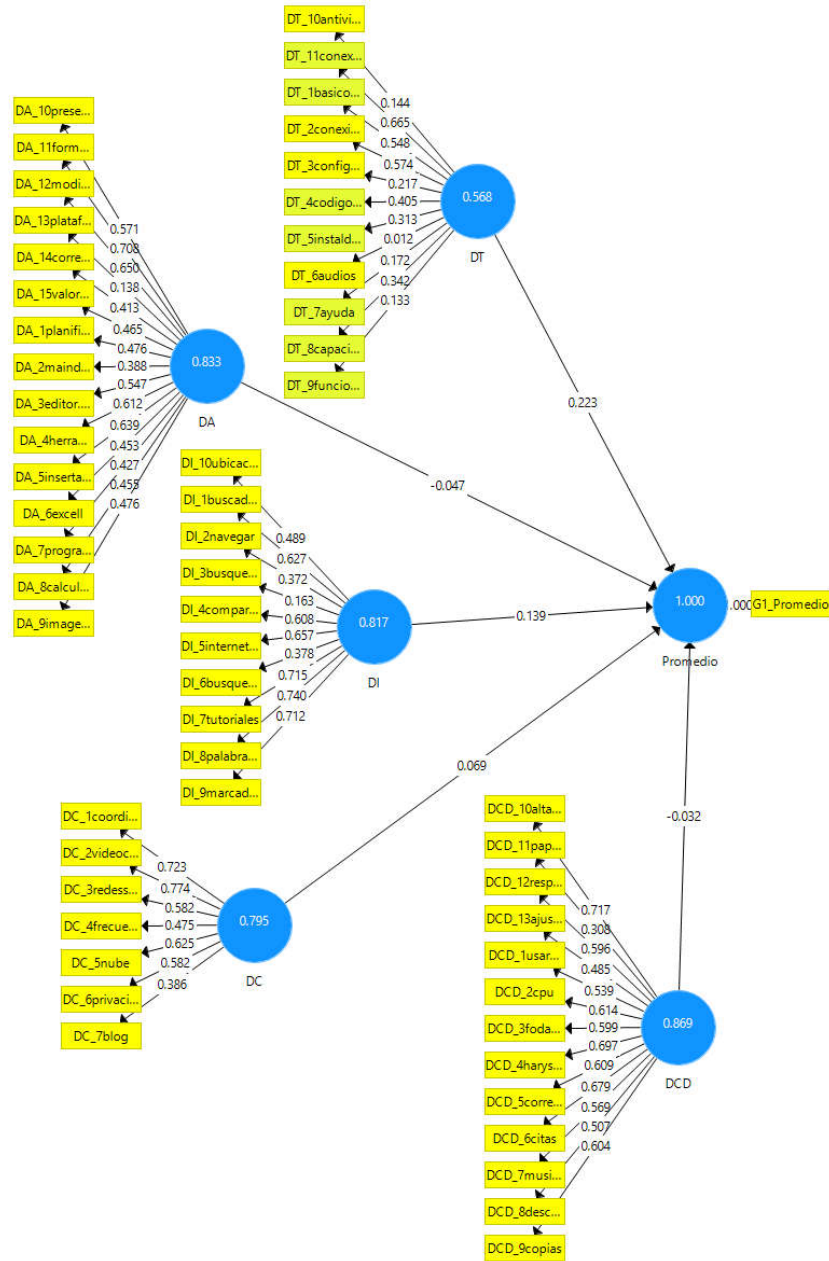 DT_10antivi...
DT_11conex...
DT_1basico...
DT_2conexi...
DT_3config...
DT_4codigo...
DT_5instald...
DT_6audios
DT_7ayuda
DT_8capaci...
DT_9funcio...
0.144
0.665
0.548
0.574
0.217
0.405
0.313
0.012
0.172
0.342
0.133
0.568
DT
DA_10prese...
DA_11form...
DA_12modi...
DA_13plataf...
DA_14corre...
DA_15valor...
DA_1planifi...
DA_2maind...
DA_3editor....
DA_4herra...
DA_5inserta...
DA_6excell
DA_7progra...
DA_8calcul...
DA_9image...
0.571
0.708
0.650
0.138
0.413
0.465
0.476
0.388
0.547
0.612
0.639
0.453
0.427
0.455
0.476
0.833
DA
0.223
-0.047
DI_10ubicac...
DI_1buscad...
DI_2navegar
DI_3busque...
DI_4compar...
DI_5internet...
DI_6busque...
DI_7tutoriales
DI_8palabra...
DI_9marcad...
0.489
0.627
0.372
0.163
0.608
0.657
0.378
0.715
0.740
0.712
0.817
DI
0.139
1.000
Promedio
.000
G1_Promedio
0.069
-0.032
DC_1coordi...
DC_2videoc...
DC_3redess...
DC_4frecue...
DC_5nube
DC_6privaci...
DC_7blog
0.723
0.774
0.582
0.475
0.625
0.582
0.386
0.795
DC
DCD_10alta...
DCD_11pap...
DCD_12resp...
DCD_13ajus...
DCD_1usar...
DCD_2cpu
DCD_3foda...
DCD_4harys...
DCD_5corre...
DCD_6citas
DCD_7musi...
DCD_8desc...
DCD_9copias
0.717
0.308
0.596
0.485
0.539
0.614
0.599
0.697
0.609
0.679
0.569
0.507
0.604
0.869
DCD